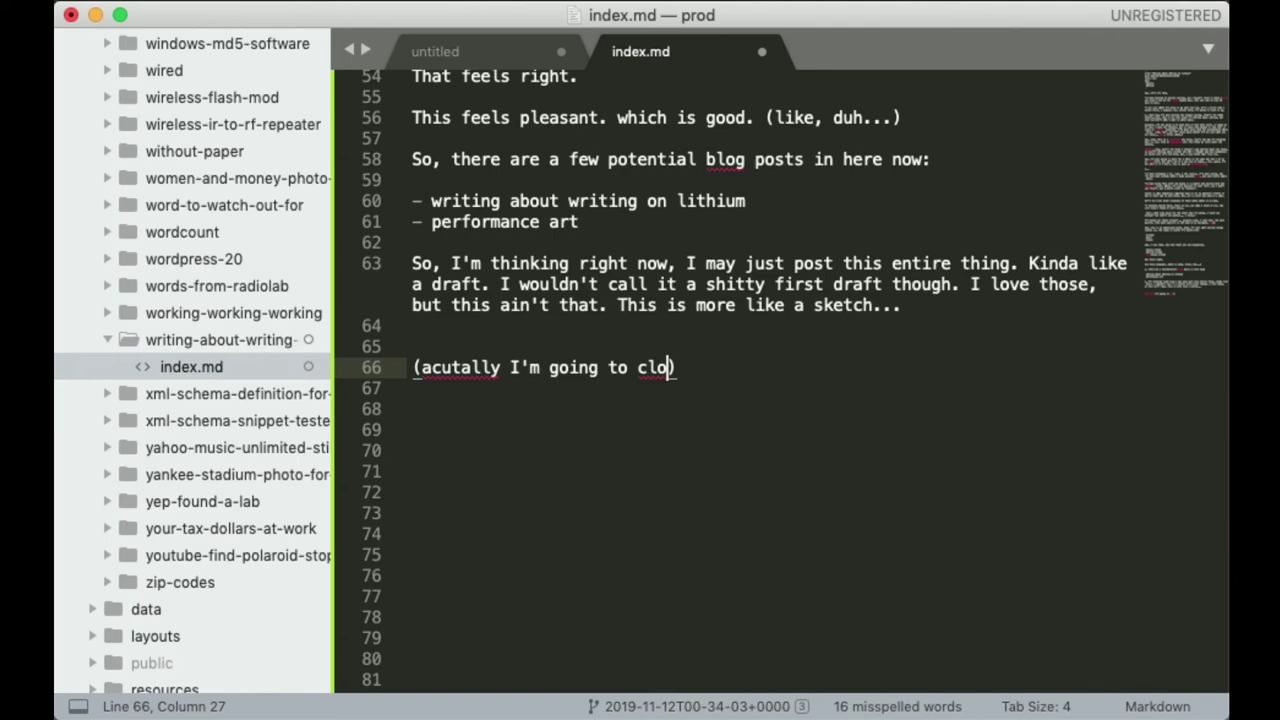 index.md — prod
UNREGISTERED
windows-md5-software
wired
wireless-flash-mod
wireless-ir-to-rf-repeater
without-paper
women-and-money-photo-
word-to-watch-out-for
wordcount
wordpress-20
words-from-radiolab
working-working-working
writing-about-writing-
index.md
xml-schema-definition-for-
xml-schema-snippet-teste
yahoo-music-unlimited-sti
yankee-stadium-photo-for-
yep-found-a-lab
your-tax-dollars-at-work
youtube-find-polaroid-stop
zip-codes
data
layouts
public
resources
untitled
index.md
54 That feels right.
55
56 This feels pleasant. which is good. (like, duh...)
57
58 So, there are a few potential blog posts in here now:
59
60 - writing about writing on lithium
61 - performance art
62
63 So, I'm thinking right now, I may just post this entire thing. Kinda like
a draft. I wouldn't call it a shitty first draft though. I love those,
but this ain't that. This is more like a sketch...
64
65
66 (acutally I'm going to clo)
67
68
69
70
71
72
73
74
75
76
77
78
79
80
81
Line 66, Column 27
2019-11-12T00-34-03+0000 3
16 misspelled words
Tab Size: 4
Markdown